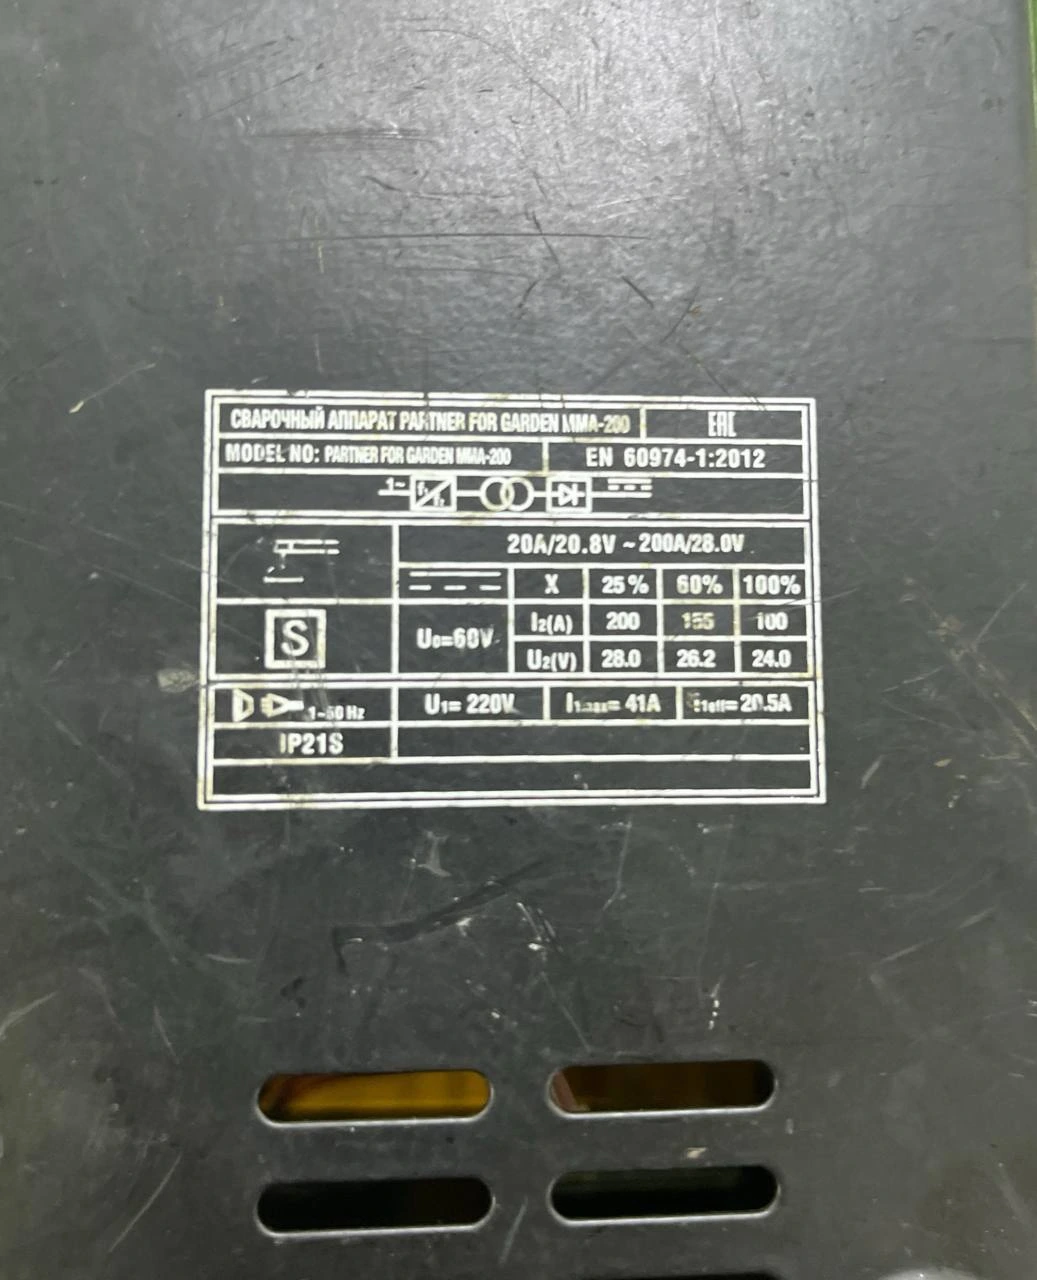 СВАРОЧНЫЙ АППАРАТ PARTNER FOR GARDEN MMA-200 EAC
MODEL NO: PARTNER FOR GARDEN MMA-200 EN 60974-1:2012
1~ f1/f2
20A/20.8V ~ 200A/28.0V
X 25% 60% 100%
I2(A) 200 155 100
S U0=60V
U2(V) 28.0 26.2 24.0
1~50 Hz U1= 220V I1max= 41A I1eff= 20.5A
IP21S